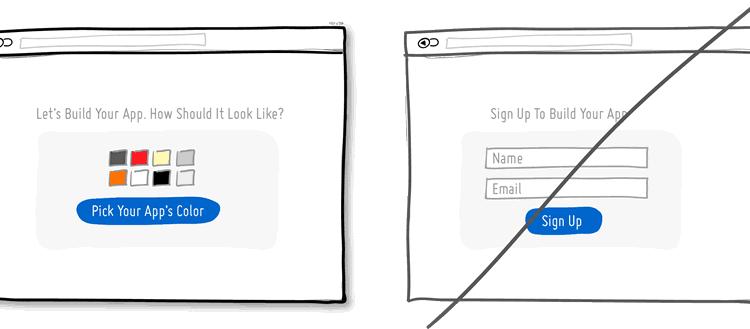 Let's Build Your App. How Should It Look Like?
Pick Your App's Color
Sign Up To Build Your App
Name
Email
Sign Up